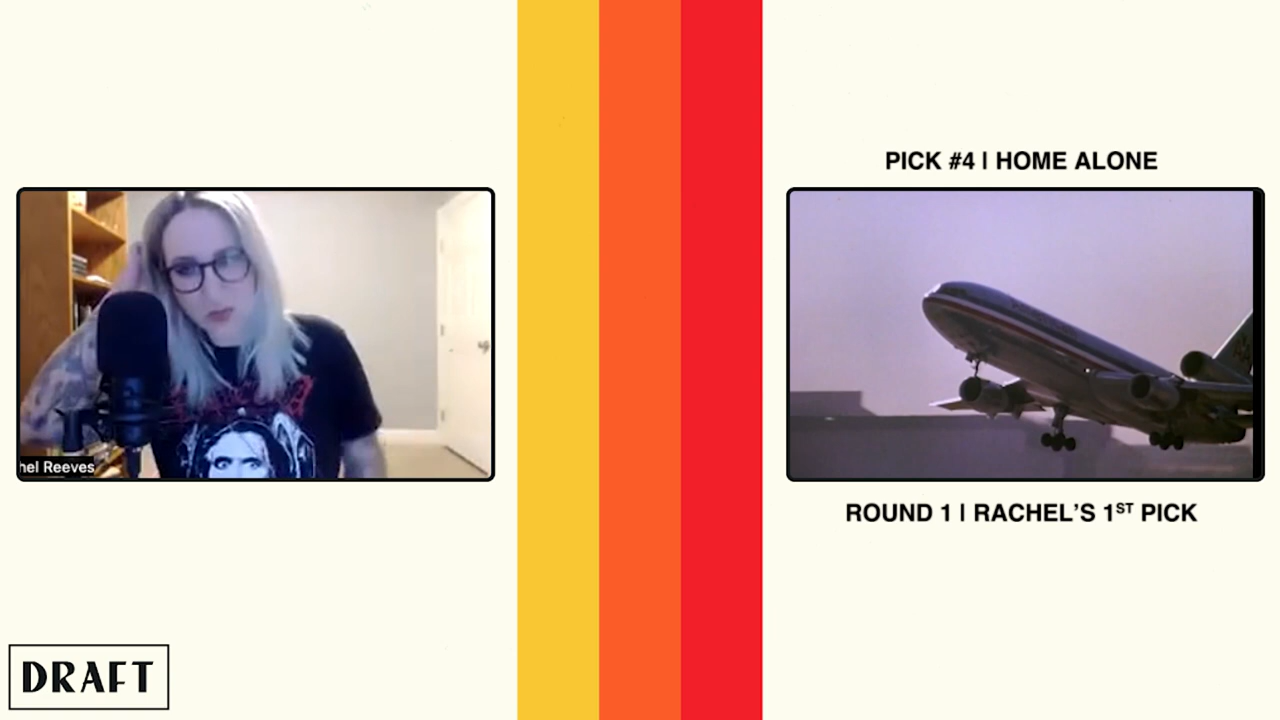 PICK #4 | HOME ALONE
hel Reeves
ROUND 1 | RACHEL'S 1ST PICK
DRAFT